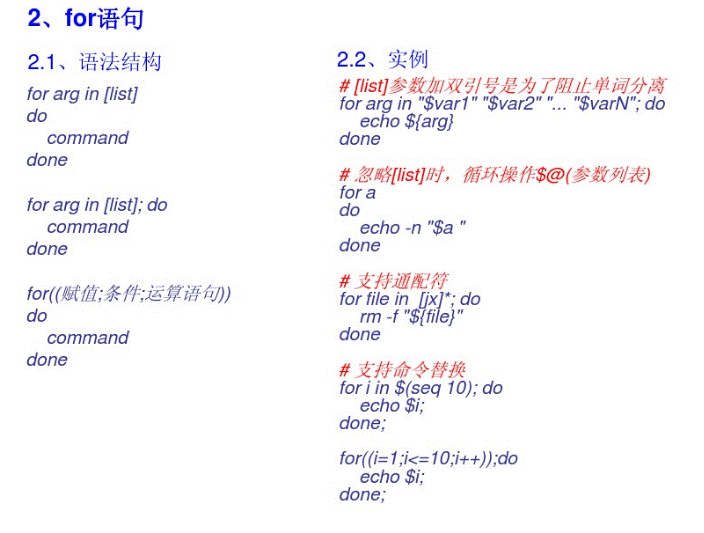 2、for语句
2.1、语法结构
for arg in [list]
do
command
done
for arg in [list]; do
command
done
for((赋值;条件;运算语句))
do
command
done
2.2、实例
# [list]参数加双引号是为了阻止单词分离
for arg in "$var1" "$var2" "... "$varN"; do
echo ${arg}
done
# 忽略[list]时，循环操作$@(参数列表)
for a
do
echo -n "$a "
done
# 支持通配符
for file in  [jx]*; do
rm -f "${file}"
done
# 支持命令替换
for i in $(seq 10); do
echo $i;
done;
for((i=1;i<=10;i++));do
echo $i;
done;